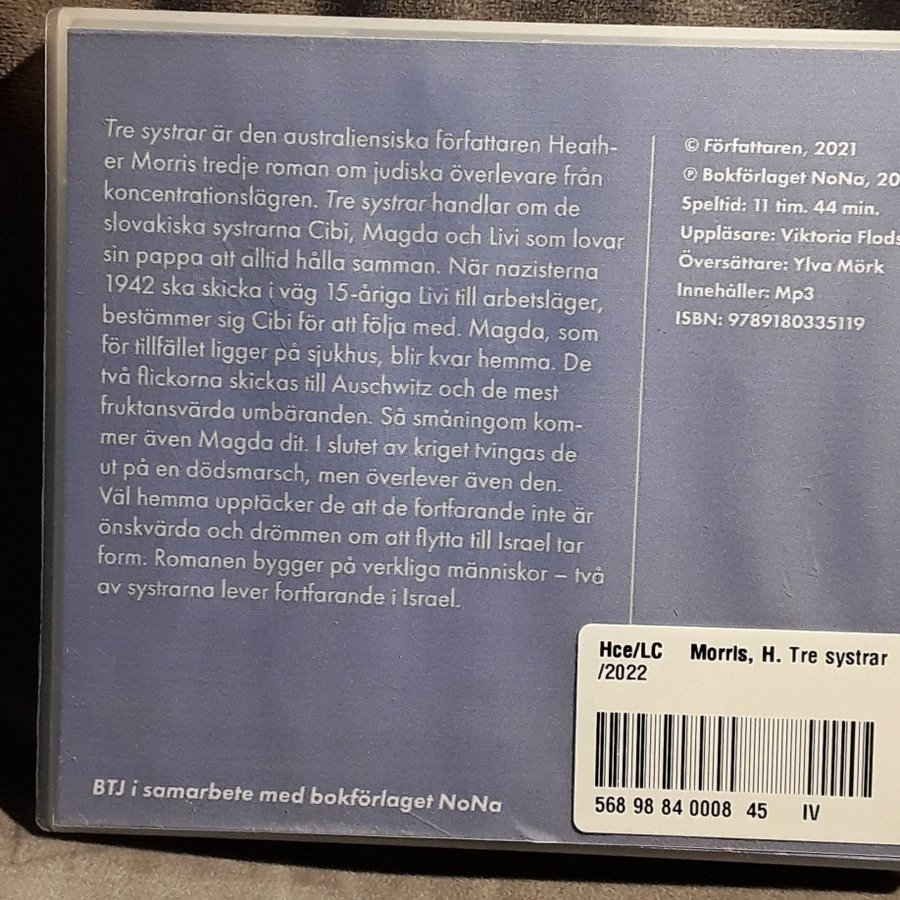 Tre systrar är den australiensiska författaren Heath-
er Morris tredje roman om judiska överlevare från
koncentrationslägren. Tre systrar handlar om de
slovakiska systrarna Cibi, Magda och Livi som lovar
sin pappa att alltid hålla samman. När nazisterna
1942 ska skicka i väg 15-åriga Livi till arbetsläger,
bestämmer sig Cibi för att följa med. Magda, som
för tillfället ligger på sjukhus, blir kvar hemma. De
två flickorna skickas till Auschwitz och de mest
fruktansvärda umbäranden. Så småningom kom-
mer även Magda dit. I slutet av kriget tvingas de
ut på en dödsmarsch, men överlever även den.
Väl hemma upptäcker de att de fortfarande inte är
önskvärda och drömmen om att flytta till Israel tar
form. Romanen bygger på verkliga människor – två
av systrarna lever fortfarande i Israel.
BTJ i samarbete med bokförlaget NoNa
© Författaren, 2021
℗ Bokförlaget NoNa, 20
Speltid: 11 tim. 44 min.
Uppläsare: Viktoria Flods
Översättare: Ylva Mörk
Innehåller: Mp3
ISBN: 9789180335119
Hce/LC Morris, H. Tre systrar
/2022
568 98 84 0008 45 IV